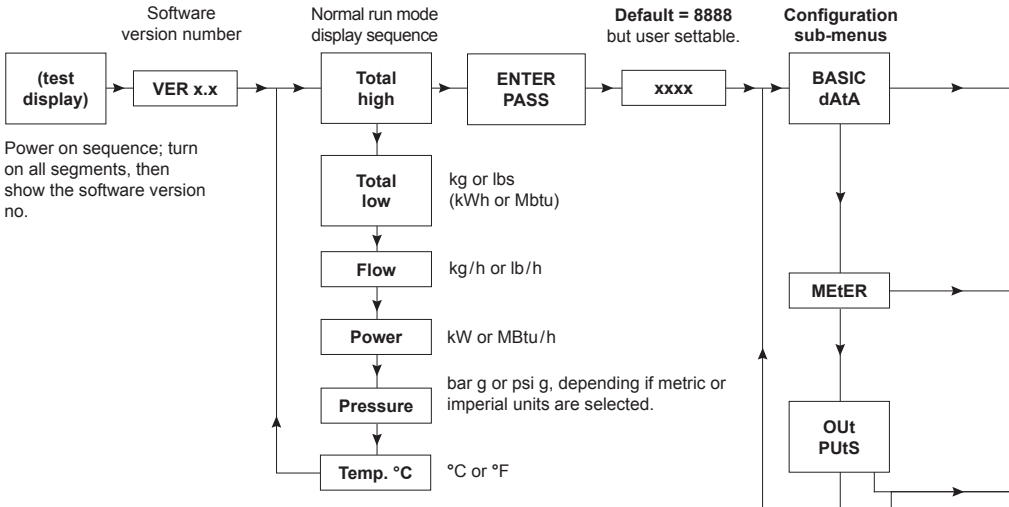 Software
version number
Normal run mode
display sequence
Default = 8888
but user settable.
Configuration
sub-menus
(test
display)
VER x.x
Total
high
ENTER
PASS
xxxx
BASIC
dAtA
Power on sequence; turn
on all segments, then
show the software version
no.
Total
low
kg or lbs
(kWh or Mbtu)
Flow
kg/h or lb/h
MEtER
Power
kW or MBtu/h
Pressure
bar g or psi g, depending if metric or
imperial units are selected.
OUt
PUtS
Temp. °C
°C or °F